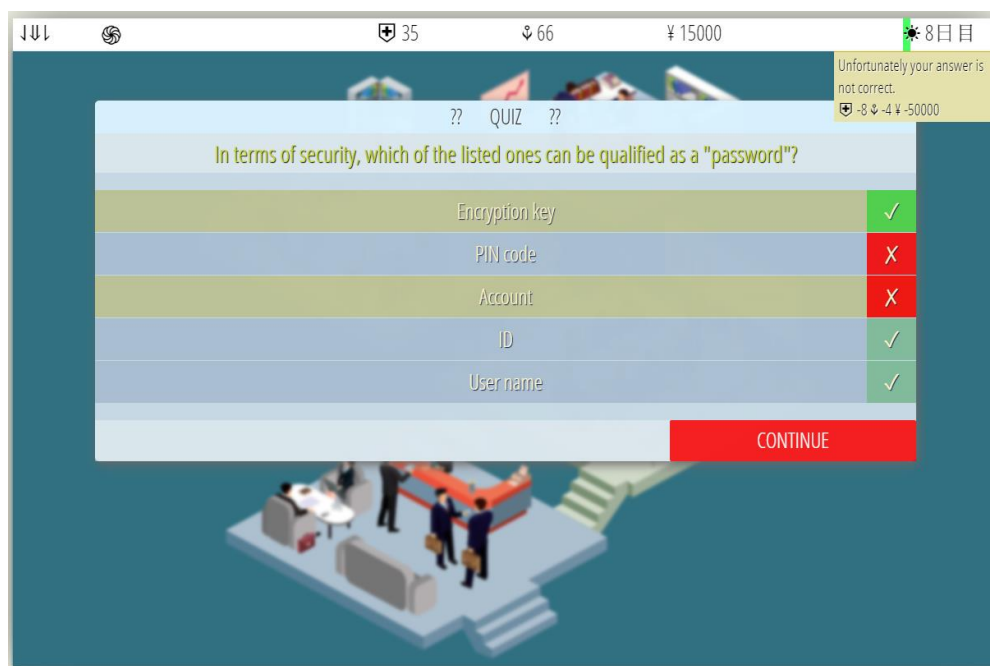 35 66 ¥ 15000 8日目
Unfortunately your answer is
not correct.
-8 -4 ¥ -50000
?? QUIZ ??
In terms of security, which of the listed ones can be qualified as a "password"?
Encryption key ✓
PIN code X
Account X
ID ✓
User name ✓
CONTINUE